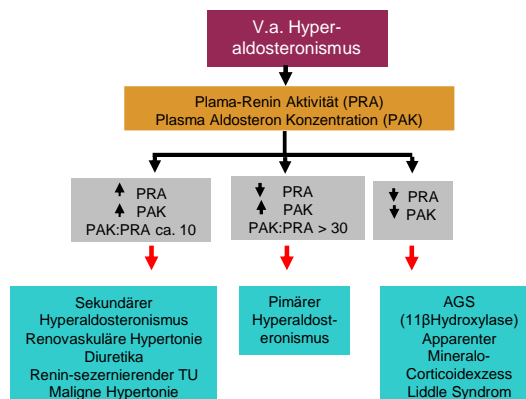 V.a. Hyper-
aldosteronismus
Plama-Renin Aktivität (PRA)
Plasma Aldosteron Konzentration (PAK)
PRA
PAK
PAK:PRA ca. 10
PRA
PAK
PAK:PRA > 30
PRA
PAK
Sekundärer
Hyperaldosteronismus
Renovaskuläre Hypertonie
Diuretika
Renin-sezernierender TU
Maligne Hypertonie
Pimärer
Hyperaldost-
eronismus
AGS
(11βHydroxylase)
Apparenter
Mineralo-
Corticoidexzess
Liddle Syndrom